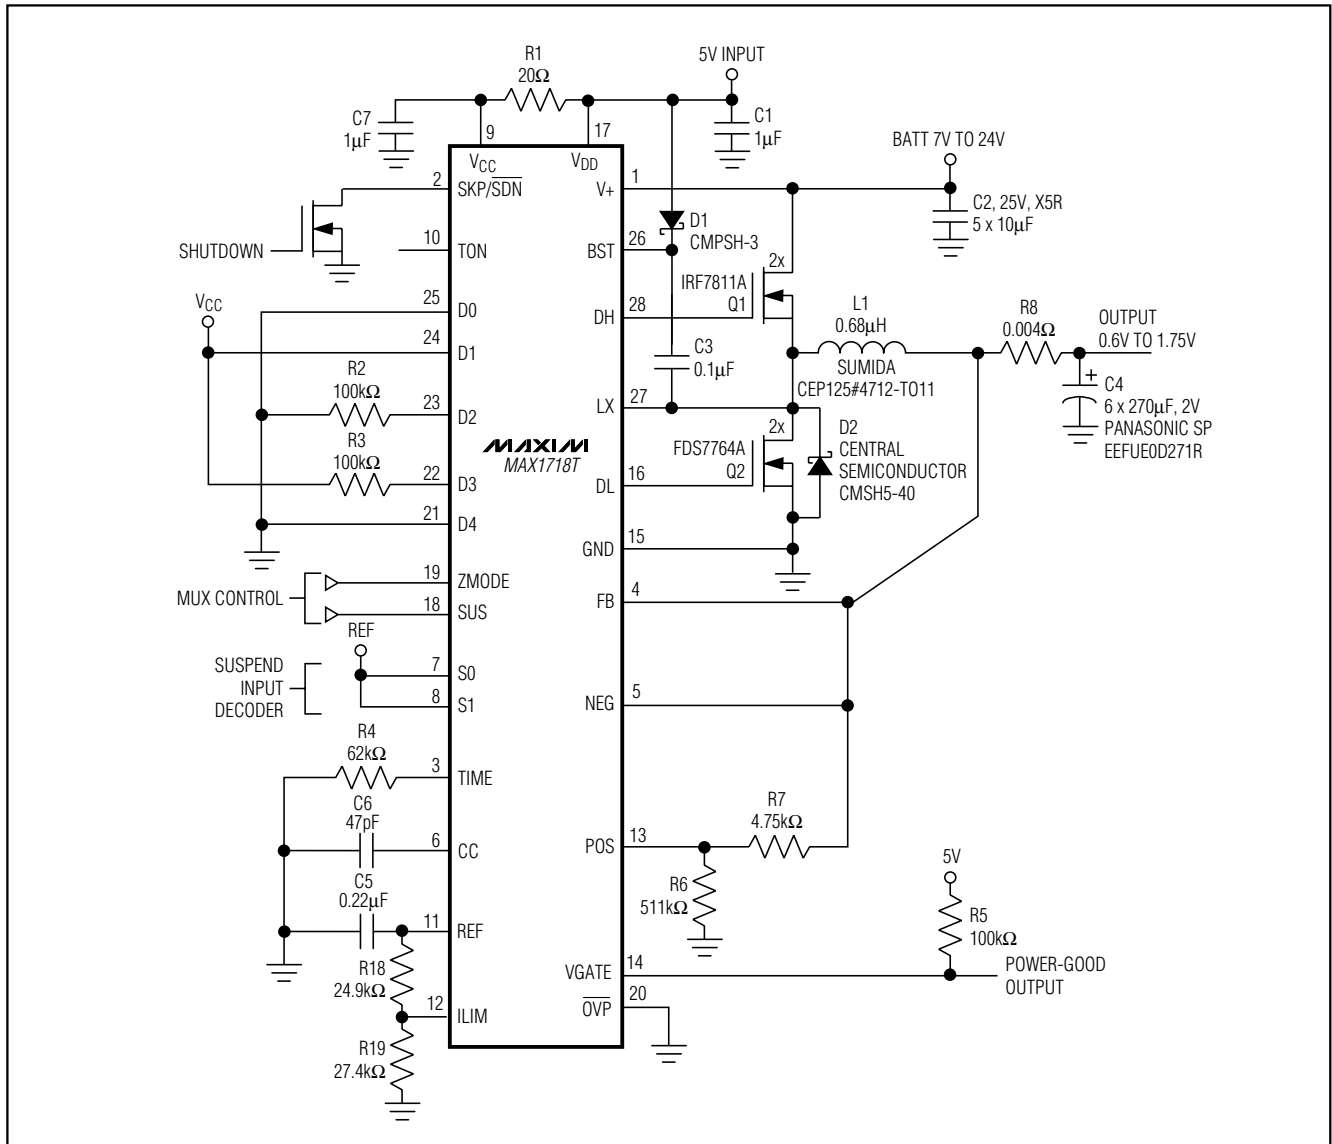 R1
20Ω
5V INPUT
C7
1µF
9
17
C1
1µF
BATT 7V TO 24V
VCC
VDD
2
SKP/SDN
V+
1
C2, 25V, X5R
5 x 10µF
D1
CMPSH-3
SHUTDOWN
10
TON
BST
26
2x
IRF7811A
Q1
VCC
25
D0
DH
28
L1
0.68µH
R8
0.004Ω
OUTPUT
0.6V TO 1.75V
24
D1
C3
0.1µF
SUMIDA
CEP125#4712-TO11
+
C4
6 x 270µF, 2V
PANASONIC SP
EEFUE0D271R
R2
100kΩ
23
D2
LX
27
MAXIM
MAX1718T
2x
FDS7764A
Q2
D2
CENTRAL
SEMICONDUCTOR
CMSH5-40
R3
100kΩ
22
D3
DL
16
21
D4
GND
15
MUX CONTROL
19
ZMODE
FB
4
18
SUS
REF
SUSPEND
INPUT
DECODER
7
S0
8
S1
NEG
5
R4
62kΩ
3
TIME
C6
47pF
6
CC
POS
13
R7
4.75kΩ
R6
511kΩ
5V
R5
100kΩ
C5
0.22µF
11
REF
R18
24.9kΩ
VGATE
14
POWER-GOOD
OUTPUT
12
ILIM
OVP
20
R19
27.4kΩ